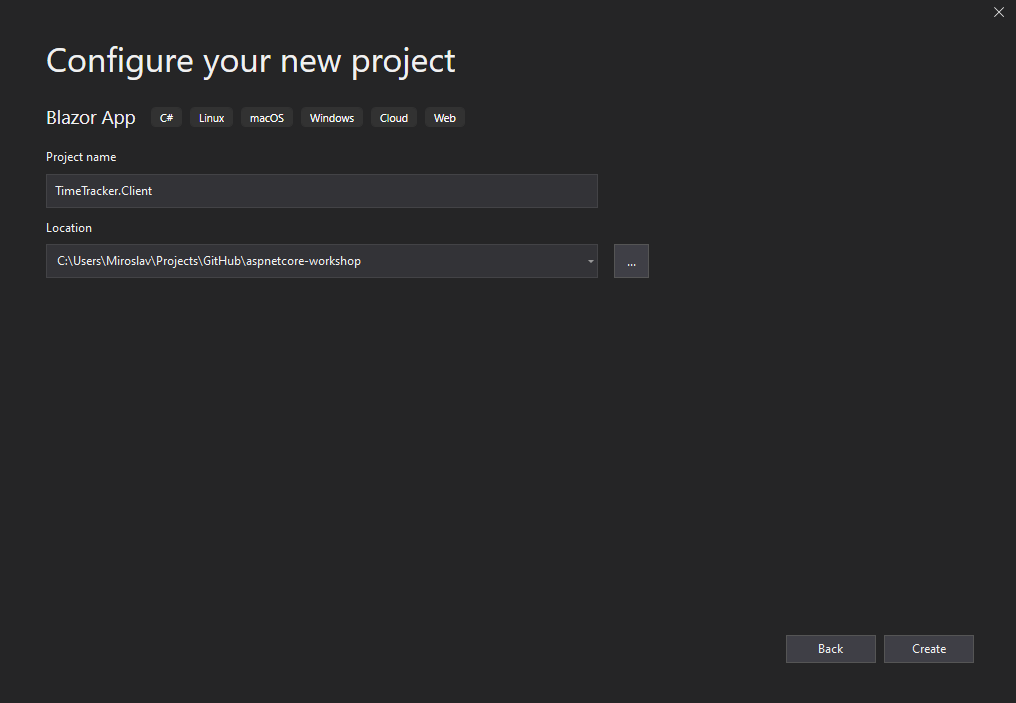 Configure your new project
Blazor App C# Linux macOS Windows Cloud Web
Project name
TimeTracker.Client
Location
C:\Users\Miroslav\Projects\GitHub\aspnetcore-workshop
...
Back Create